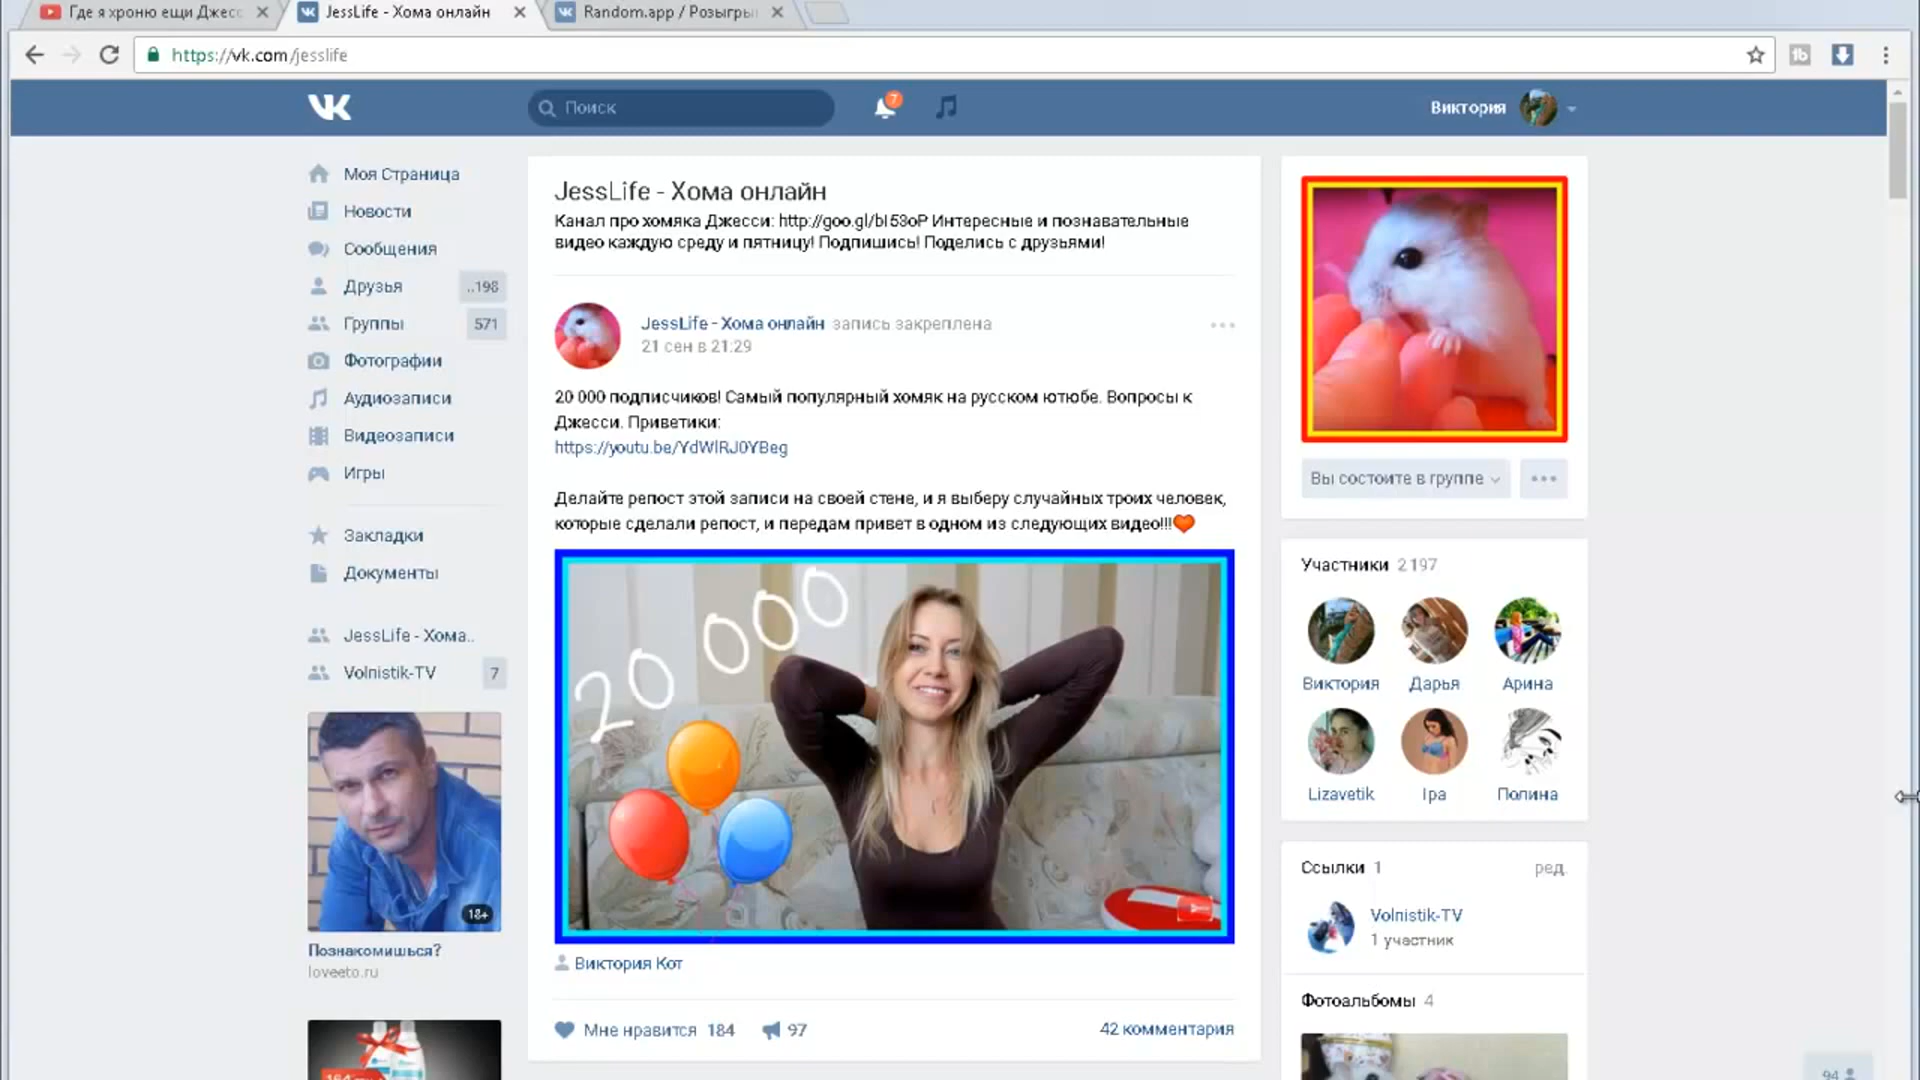 Где я хроню ещи Джесс
JessLife - Хома онлайн
Random.app / Розыгры
https://vk.com/jesslife
Поиск
7
Виктория
Моя Страница
Новости
Сообщения
Друзья ..198
Группы 571
Фотографии
Аудиозаписи
Видеозаписи
Игры
Закладки
Документы
JessLife - Хома..
Volnistik-TV 7
18+
Познакомишься?
loveeto.ru
JessLife - Хома онлайн
Канал про хомяка Джесси: http://goo.gl/bI53oP Интересные и познавательные
видео каждую среду и пятницу! Подпишись! Поделись с друзьями!
JessLife - Хома онлайн запись закреплена
21 сен в 21:29
20 000 подписчиков! Самый популярный хомяк на русском ютюбе. Вопросы к
Джесси. Приветики:
https://youtu.be/YdWlRJ0YBeg
Делайте репост этой записи на своей стене, и я выберу случайных троих человек,
которые сделали репост, и передам привет в одном из следующих видео!!!
20 000
Виктория Кот
Мне нравится 184 97
42 комментария
Вы состоите в группе
Участники 2 197
Виктория Дарья Арина
Lizavetik Ира Полина
Ссылки 1 ред.
Volnistik-TV
1 участник
Фотоальбомы 4
94